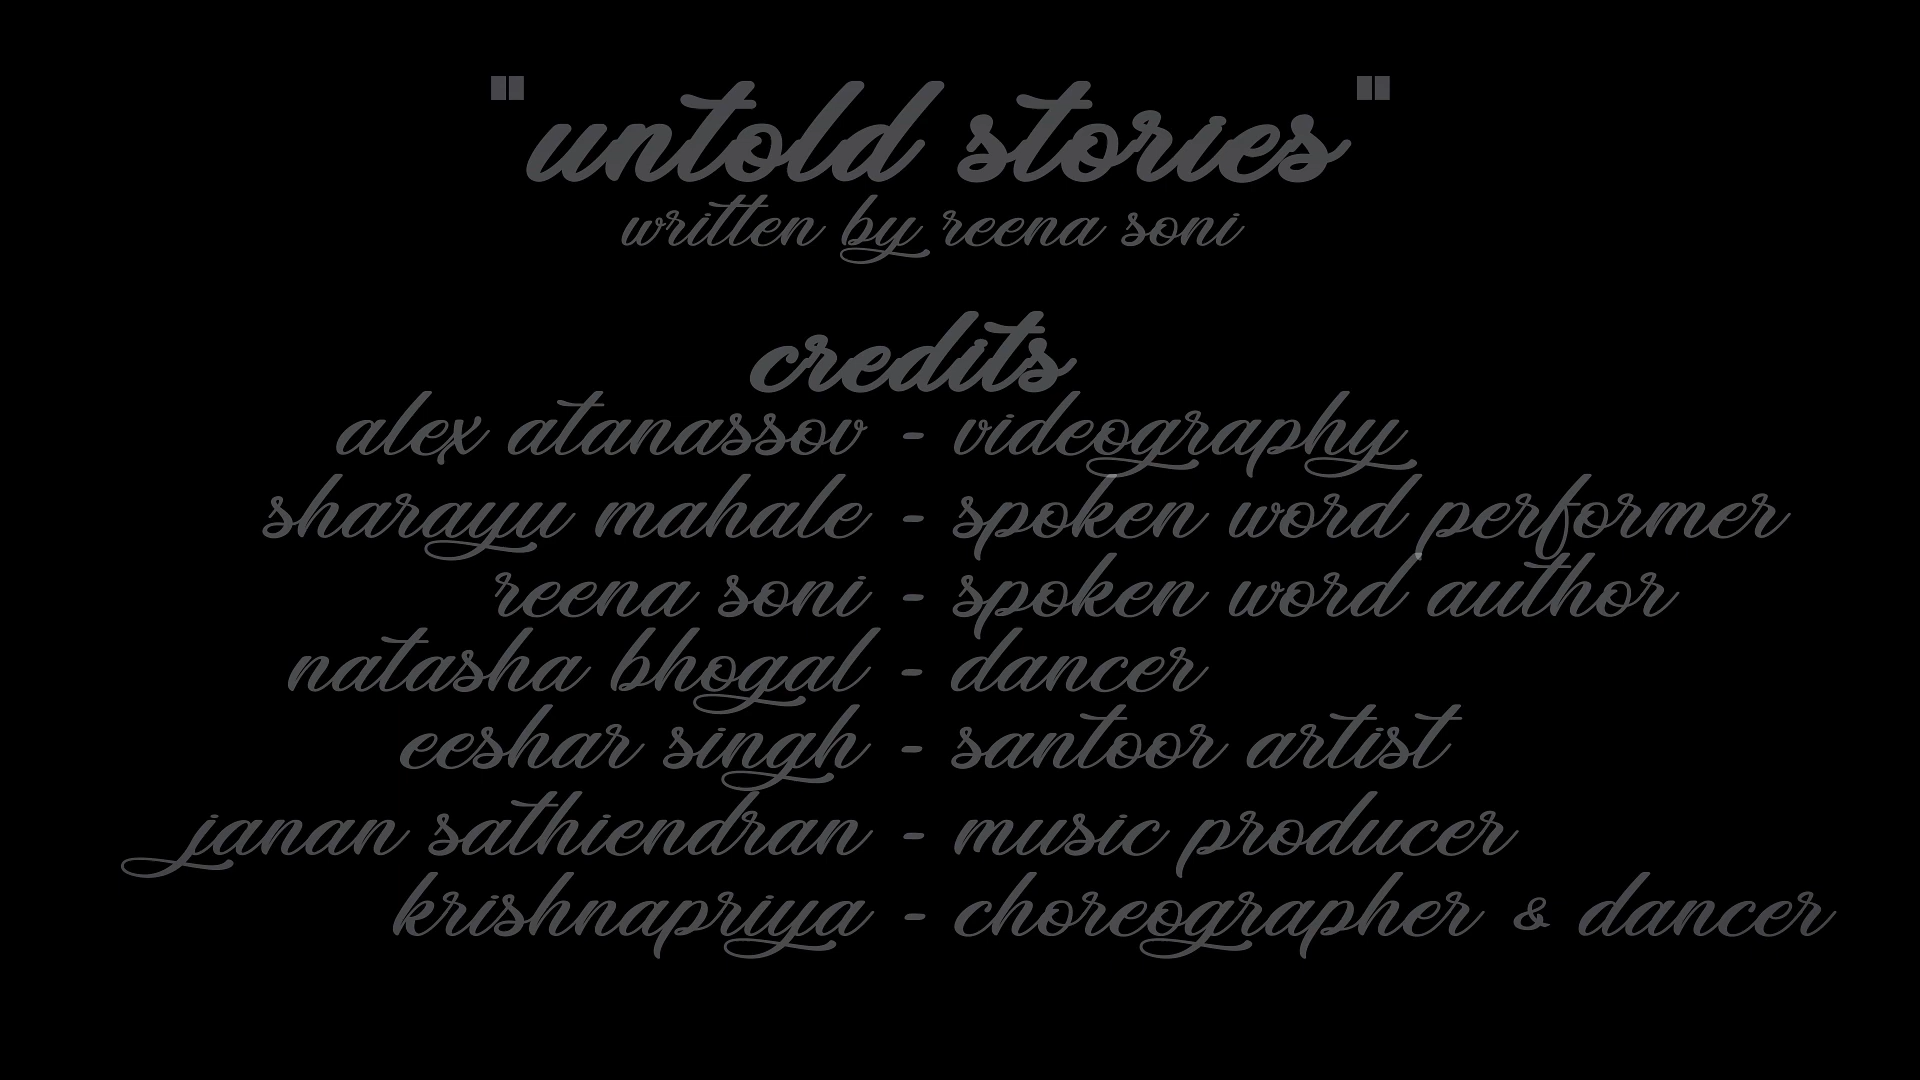 "untold stories"
written by reena soni
credits
alex atanassov - videography
sharayu mahale - spoken word performer
reena soni - spoken word author
natasha bhogal - dancer
eeshar singh - santoor artist
janan sathiendran - music producer
krishnapriya - choreographer & dancer